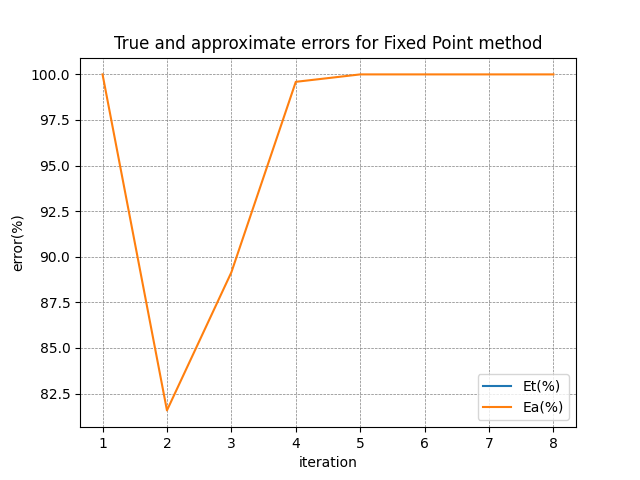 True and approximate errors for Fixed Point method
100.0
97.5
95.0
92.5
90.0
87.5
85.0
82.5
error(%)
Et(%)
Ea(%)
1 2 3 4 5 6 7 8
iteration